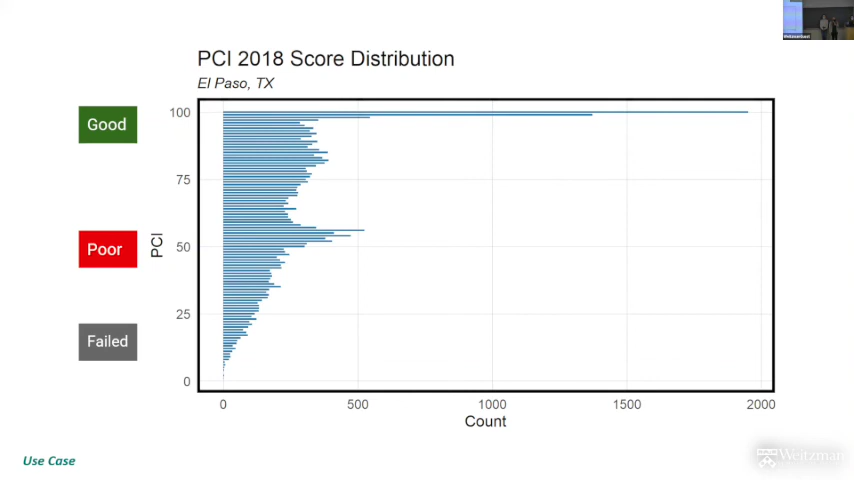 PCI 2018 Score Distribution
El Paso, TX
Good
Poor
Failed
PCI
100
75
50
25
0
0 500 1000 1500 2000
Count
Use Case
Weitzman